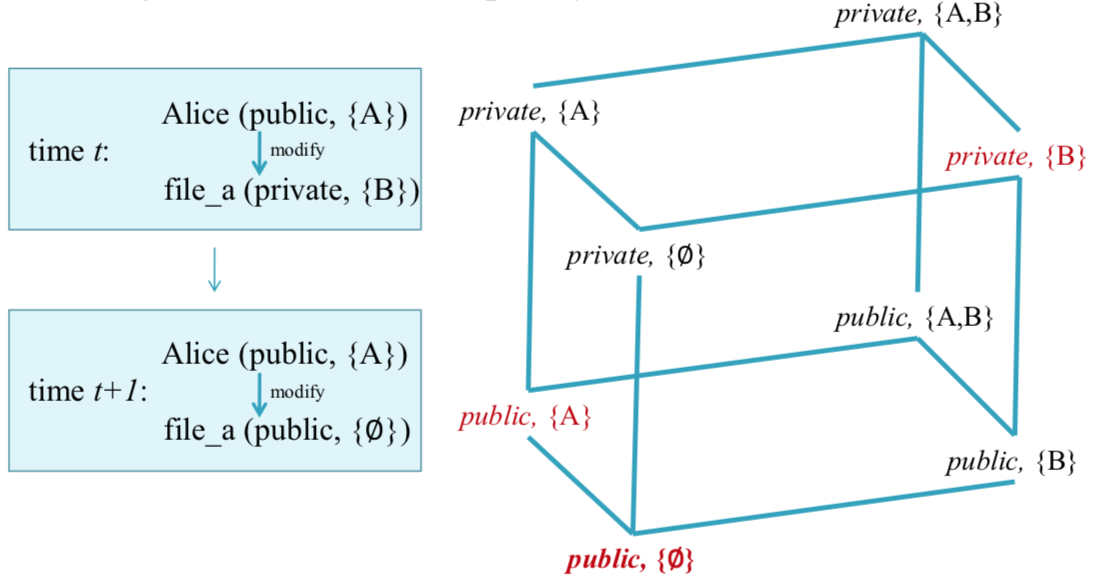 Alice (public, {A})
time t:
modify
file_a (private, {B})
Alice (public, {A})
time t+1:
modify
file_a (public, {Ø})
private, {A,B}
private, {A}
private, {B}
private, {Ø}
public, {A,B}
public, {A}
public, {B}
public, {Ø}